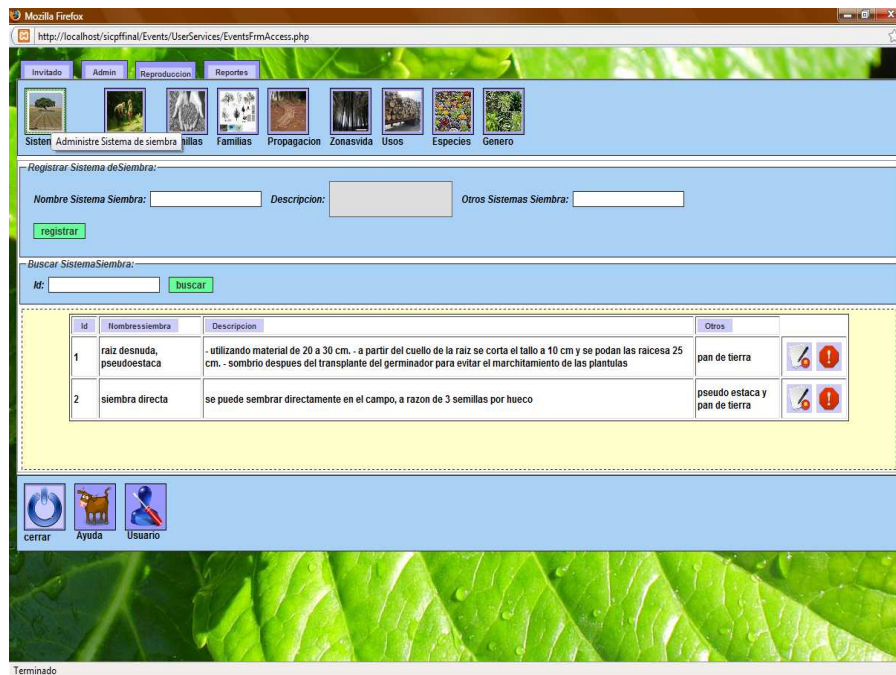 Mozilla Firefox
http://localhost/sicpffinal/Events/UserServices/EventsFrmAccess.php
Invitado Admin Reproduccion Reportes
Administre Sistema de siembra
Sistem illas Familias Propagacion Zonasvida Usos Especies Genero
Registrar Sistema deSiembra:
Nombre Sistema Siembra: Descripcion: Otros Sistemas Siembra:
registrar
Buscar SistemaSiembra:
Id: buscar
Id Nombressiembra Descripcion Otros
1 raiz desnuda, pseudoestaca - utilizando material de 20 a 30 cm. - a partir del cuello de la raiz se corta el tallo a 10 cm y se podan las raicesa 25 cm. - sombrio despues del transplante del germinador para evitar el marchitamiento de las plantulas pan de tierra
2 siembra directa se puede sembrar directamente en el campo, a razon de 3 semillas por hueco pseudo estaca y pan de tierra
cerrar Ayuda Usuario
Terminado